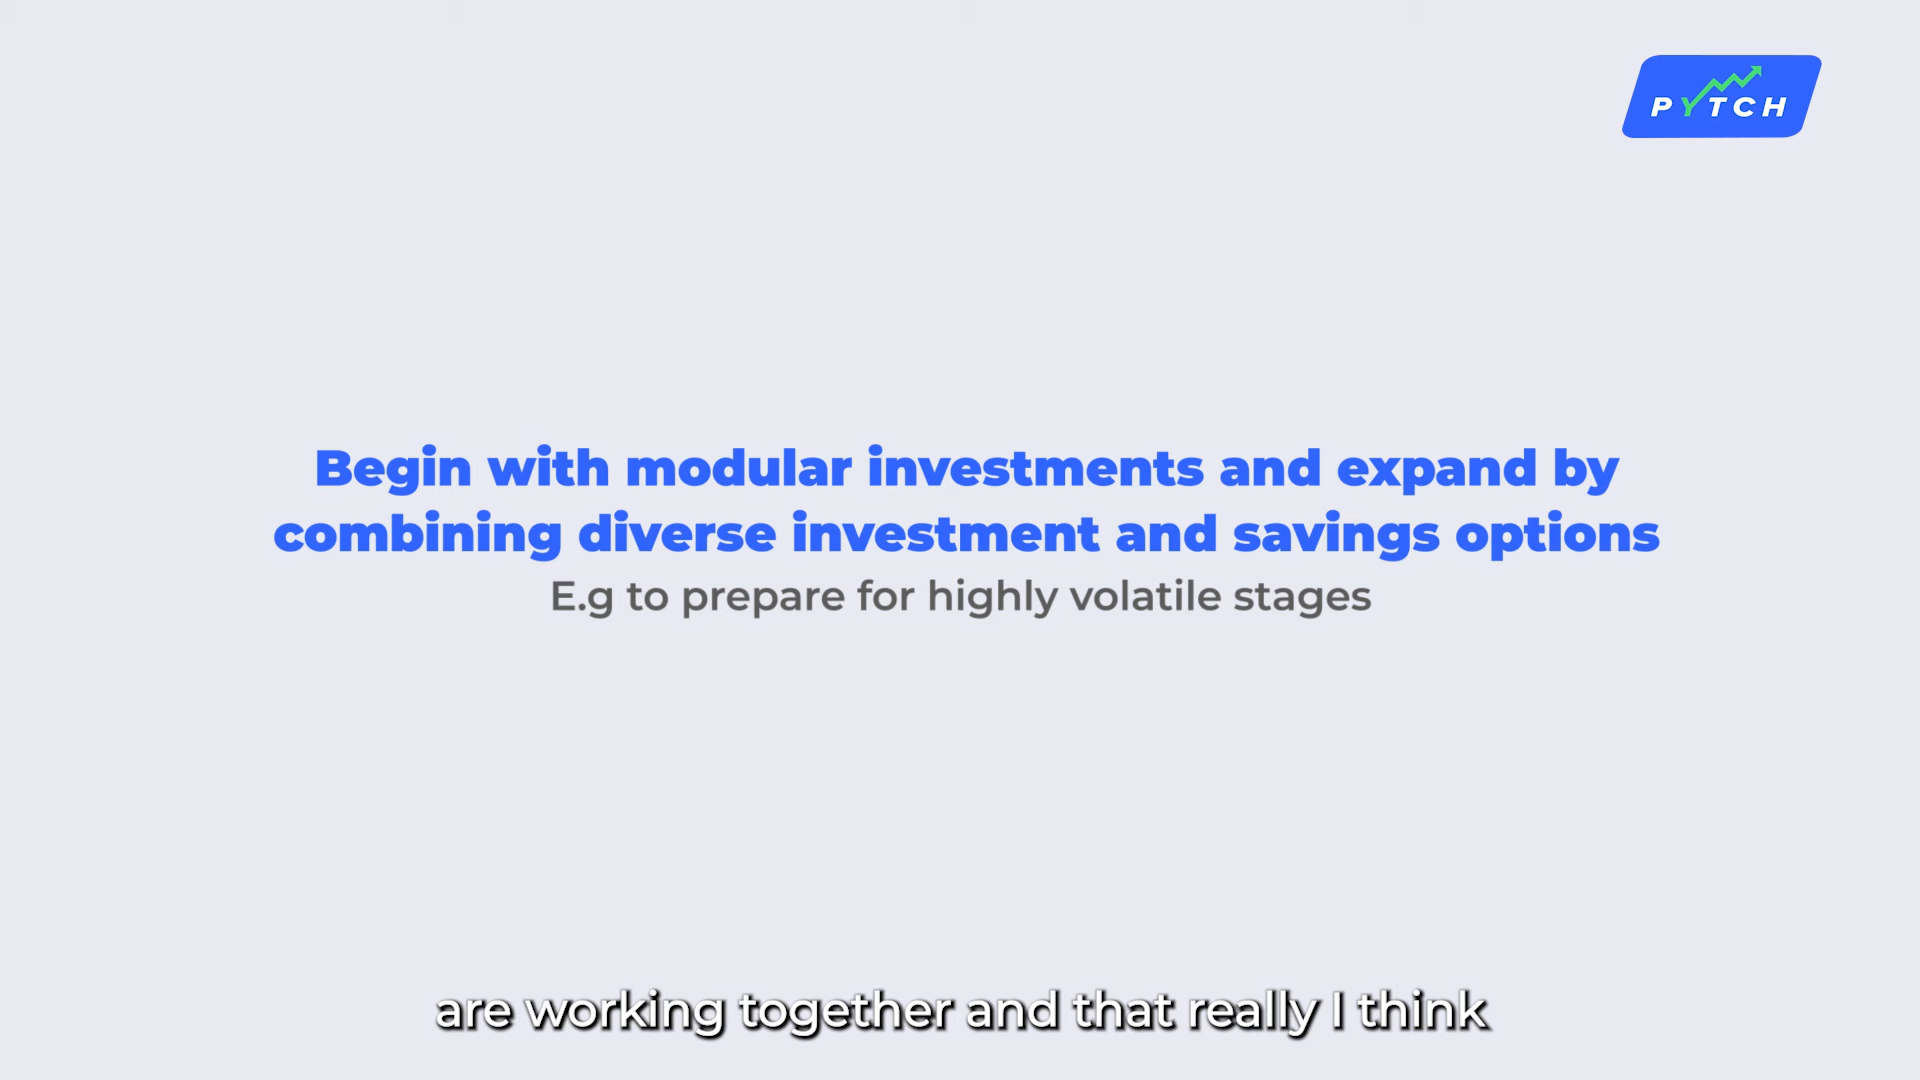 PYTCH
Begin with modular investments and expand by
combining diverse investment and savings options
E.g to prepare for highly volatile stages
are working together and that really I think